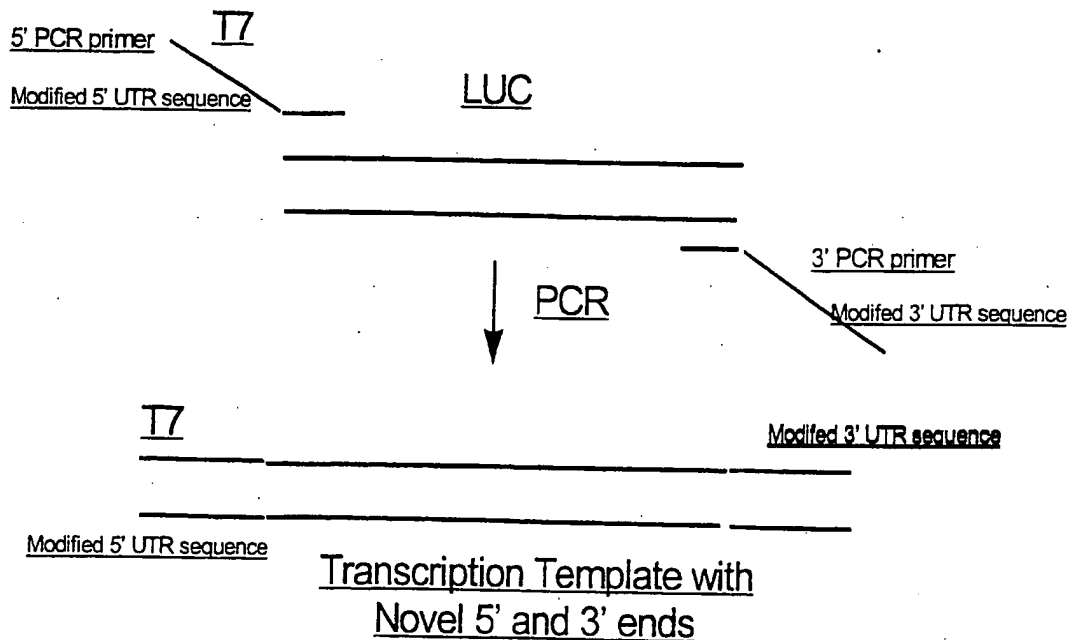 T7
5' PCR primer
Modified 5' UTR sequence
LUC
3' PCR primer
Modifed 3' UTR sequence
PCR
T7
Modifed 3' UTR sequence
Modified 5' UTR sequence
Transcription Template with
Novel 5' and 3' ends